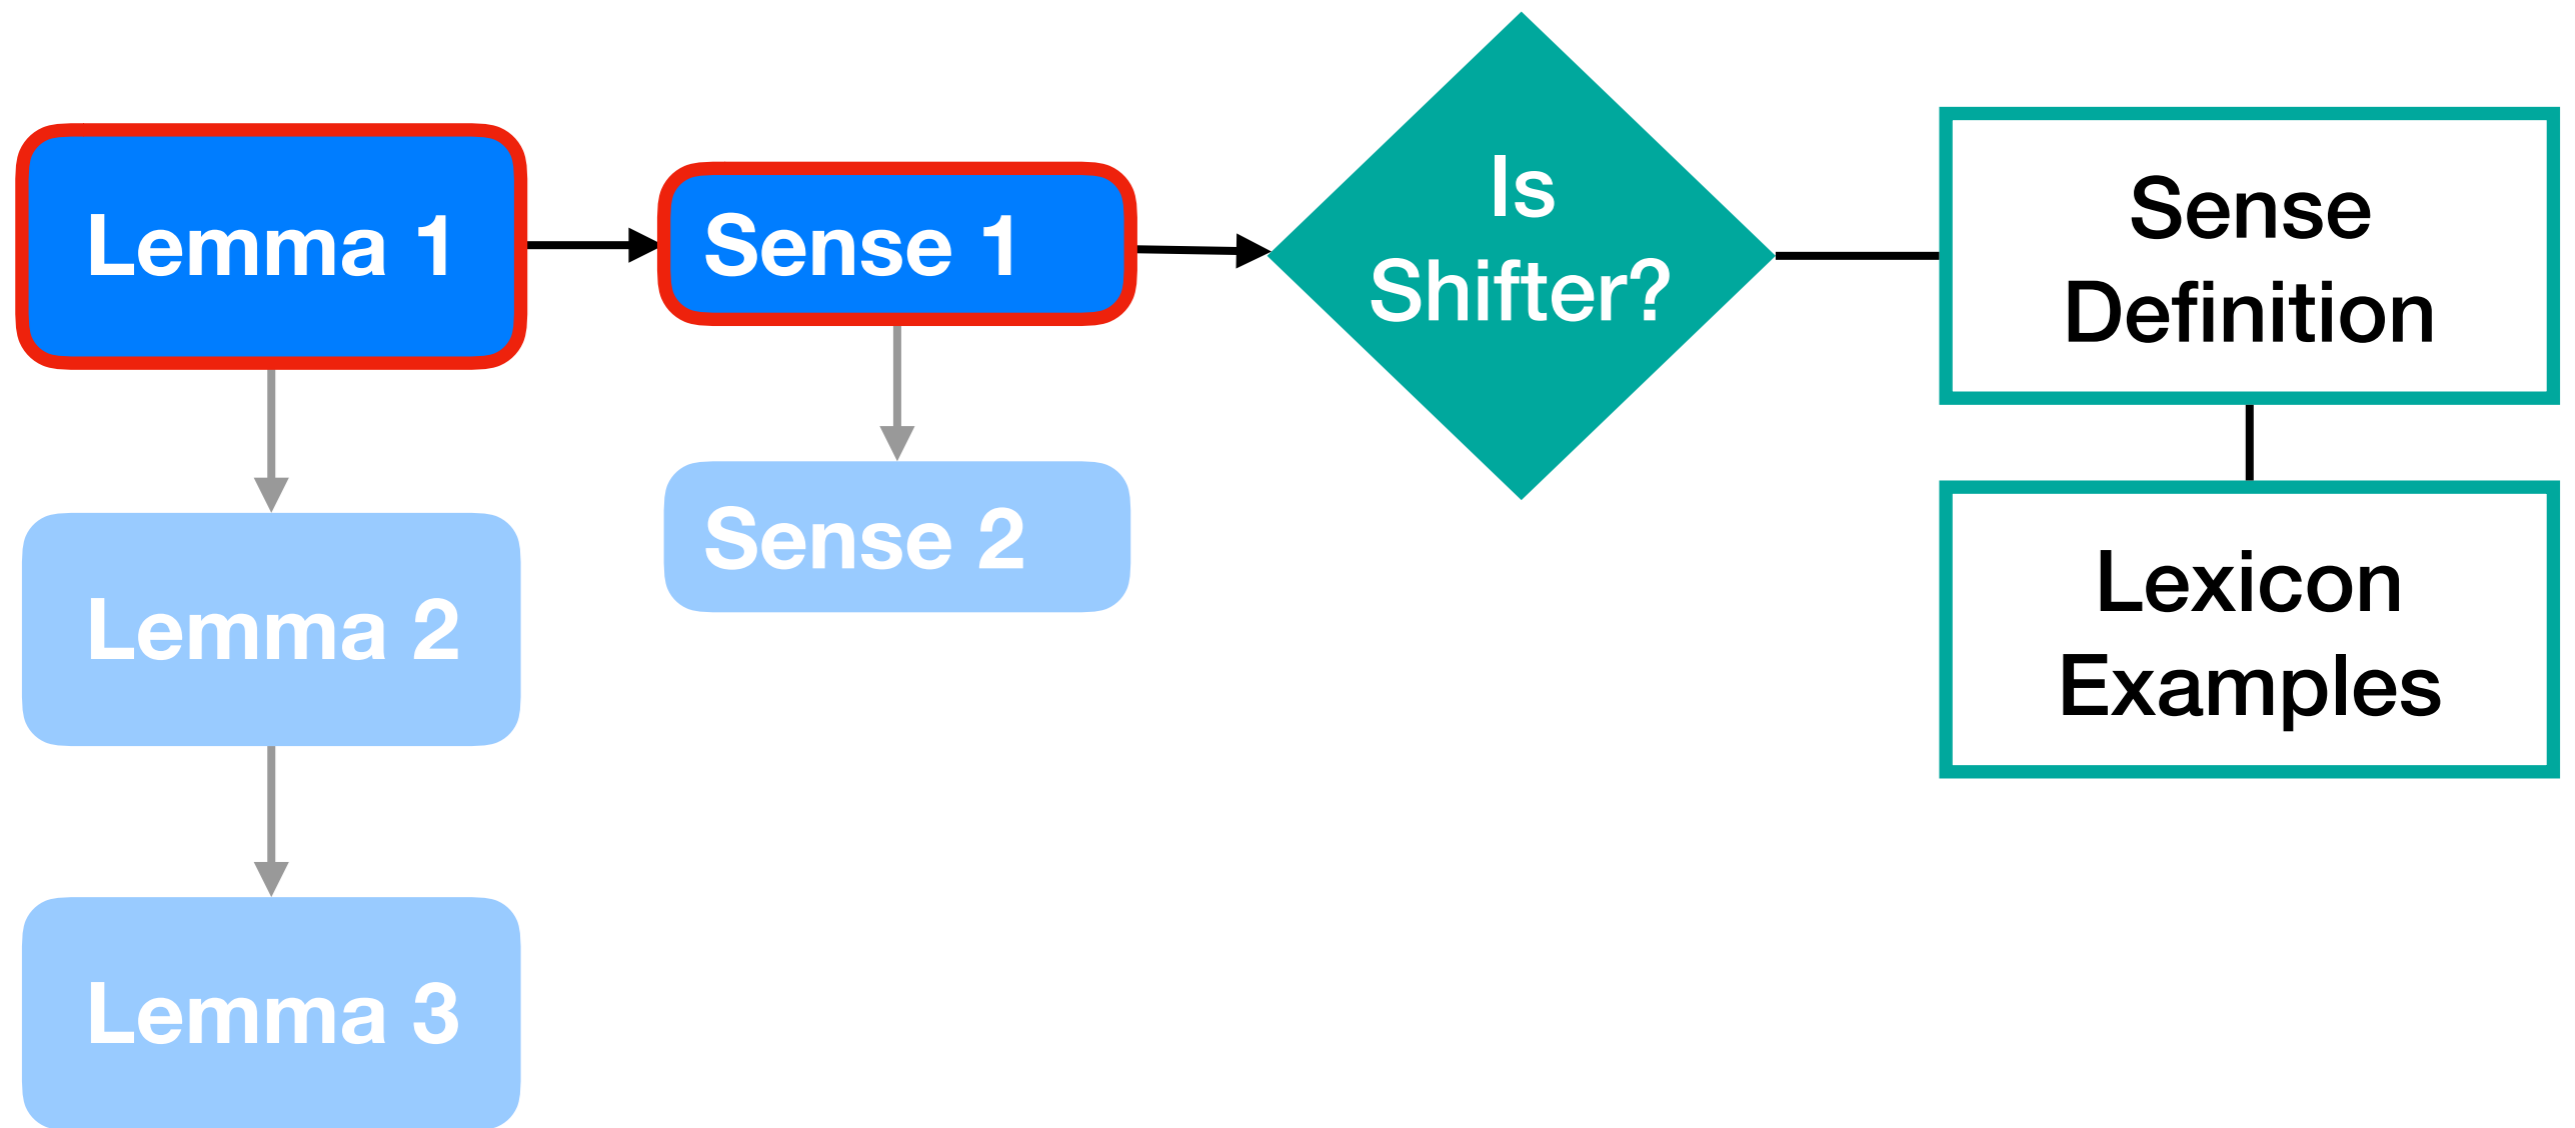 Lemma 1
Sense 1
Is
Shifter?
Sense
Definition
Sense 2
Lexicon
Examples
Lemma 2
Lemma 3